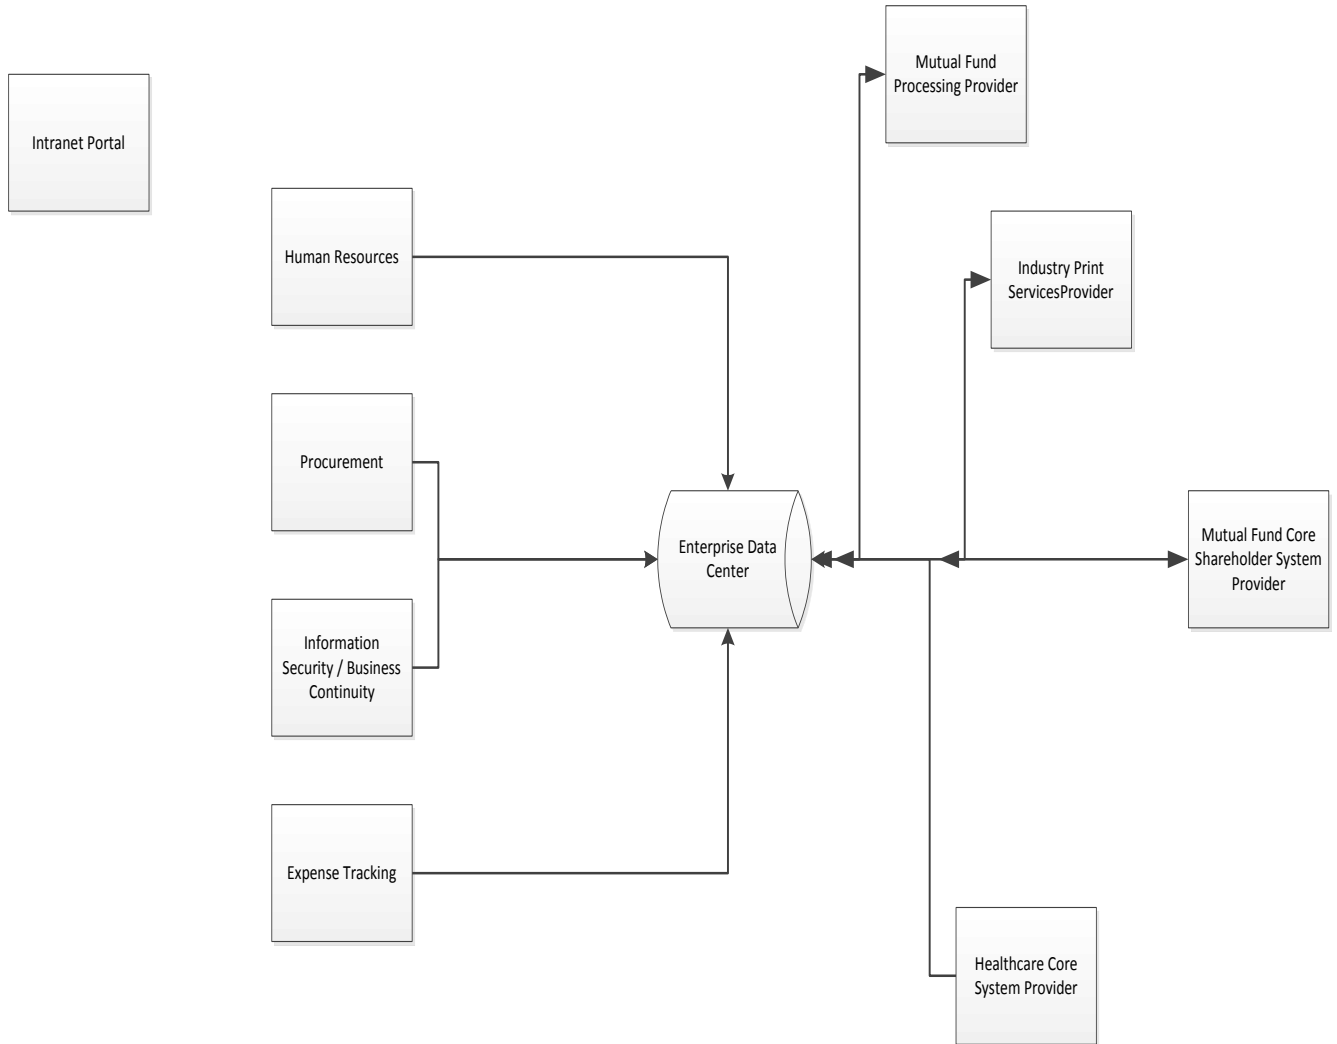 Mutual Fund
Processing Provider
Intranet Portal
Human Resources
Industry Print
ServicesProvider
Procurement
Enterprise Data
Center
Mutual Fund Core
Shareholder System
Provider
Information
Security / Business
Continuity
Expense Tracking
Healthcare Core
System Provider